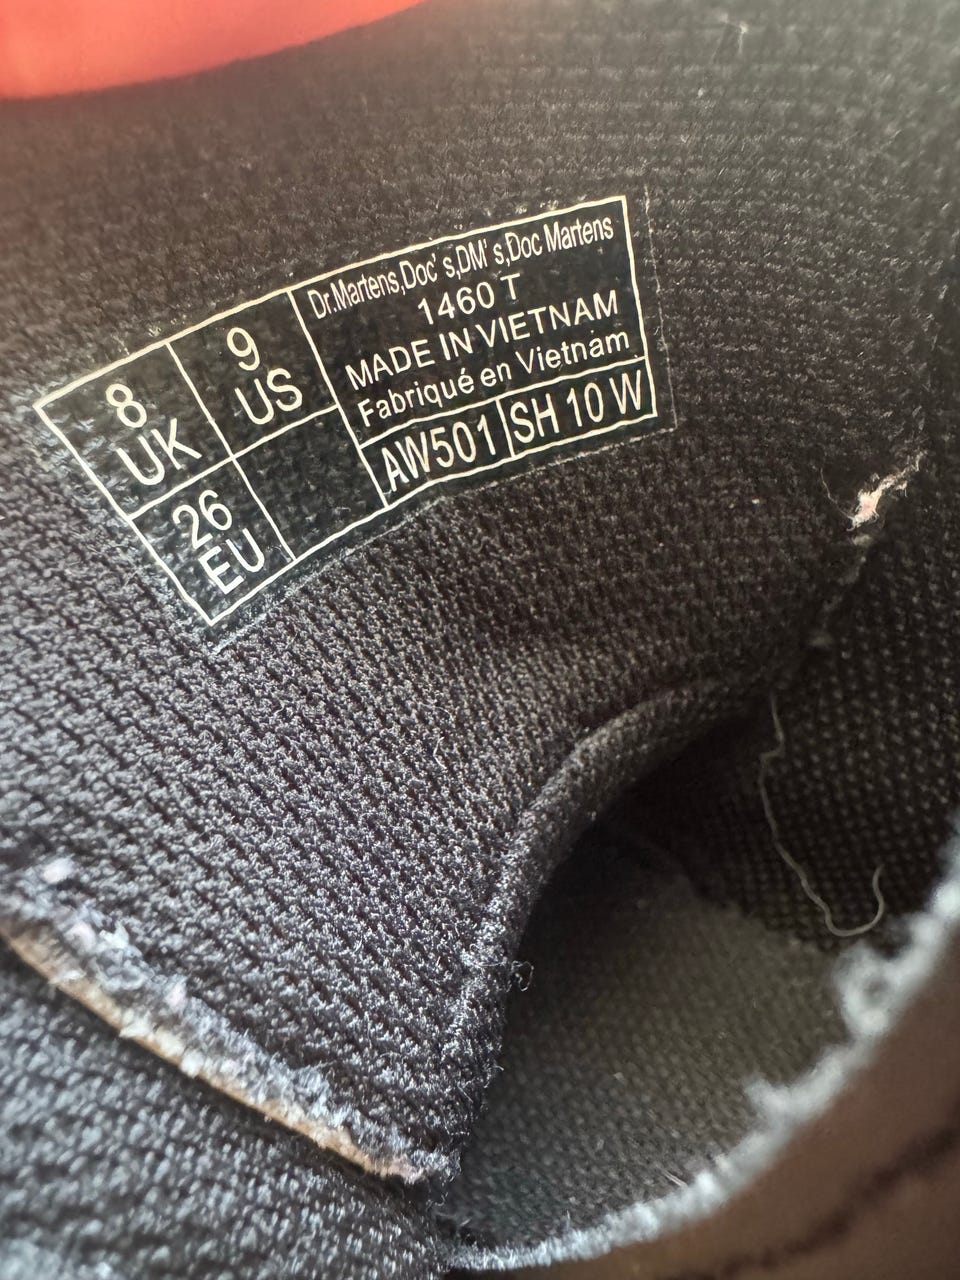 8
UK
9
US
26
EU
Dr.Martens,Doc' s,DM' s,Doc Martens
1460 T
MADE IN VIETNAM
Fabriqué en Vietnam
AW501
SH 10 W